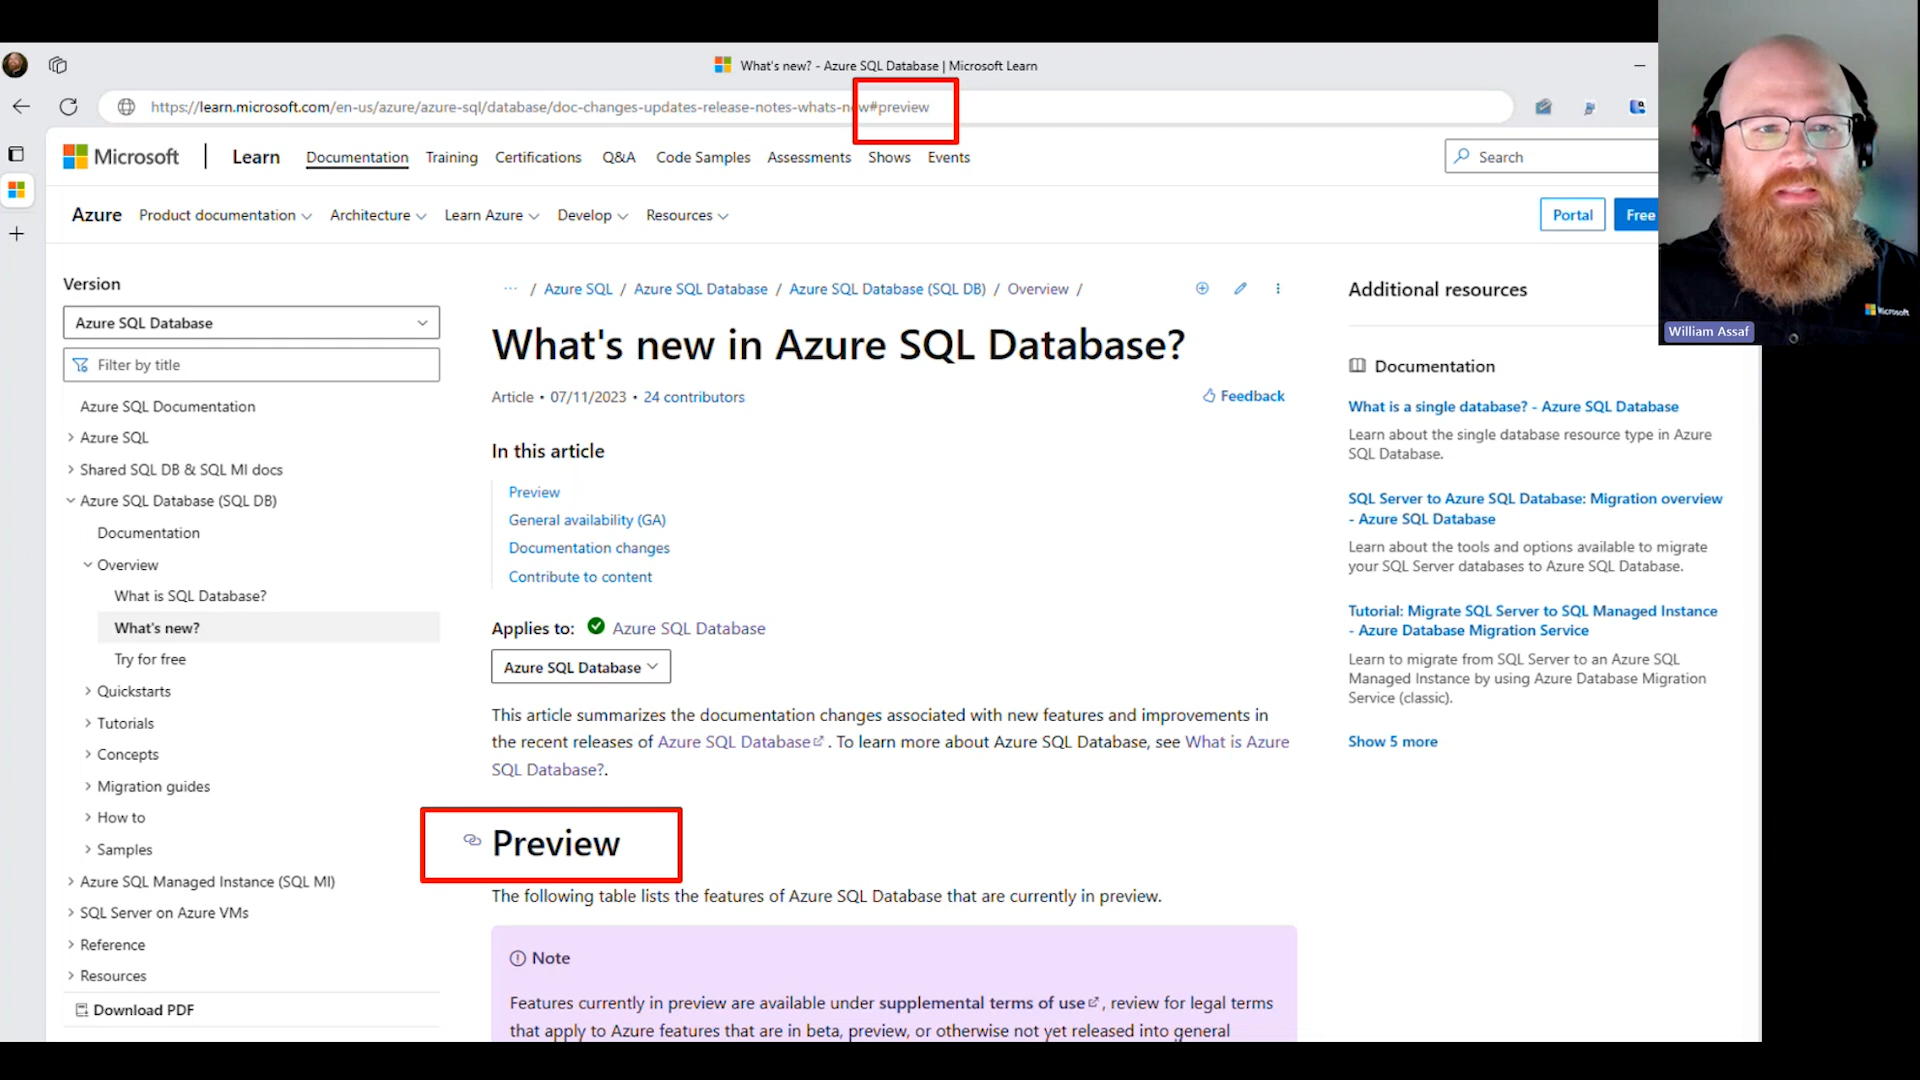 What's new? - Azure SQL Database | Microsoft Learn
https://learn.microsoft.com/en-us/azure/azure-sql/database/doc-changes-updates-release-notes-whats-new#preview
Microsoft
Learn
Documentation
Training
Certifications
Q&A
Code Samples
Assessments
Shows
Events
Search
Azure
Product documentation
Architecture
Learn Azure
Develop
Resources
Portal
Free
Microsoft
William Assaf
Version
Azure SQL Database
Filter by title
Azure SQL Documentation
Azure SQL
Shared SQL DB & SQL MI docs
Azure SQL Database (SQL DB)
Documentation
Overview
What is SQL Database?
What's new?
Try for free
Quickstarts
Tutorials
Concepts
Migration guides
How to
Samples
Azure SQL Managed Instance (SQL MI)
SQL Server on Azure VMs
Reference
Resources
Download PDF
··· / Azure SQL / Azure SQL Database / Azure SQL Database (SQL DB) / Overview /
What's new in Azure SQL Database?
Article • 07/11/2023 • 24 contributors
Feedback
In this article
Preview
General availability (GA)
Documentation changes
Contribute to content
Applies to: Azure SQL Database
Azure SQL Database
This article summarizes the documentation changes associated with new features and improvements in
the recent releases of Azure SQL Database. To learn more about Azure SQL Database, see What is Azure
SQL Database?.
Preview
The following table lists the features of Azure SQL Database that are currently in preview.
Note
Features currently in preview are available under supplemental terms of use, review for legal terms
that apply to Azure features that are in beta, preview, or otherwise not yet released into general
Additional resources
Documentation
What is a single database? - Azure SQL Database
Learn about the single database resource type in Azure
SQL Database.
SQL Server to Azure SQL Database: Migration overview
- Azure SQL Database
Learn about the tools and options available to migrate
your SQL Server databases to Azure SQL Database.
Tutorial: Migrate SQL Server to SQL Managed Instance
- Azure Database Migration Service
Learn to migrate from SQL Server to an Azure SQL
Managed Instance by using Azure Database Migration
Service (classic).
Show 5 more